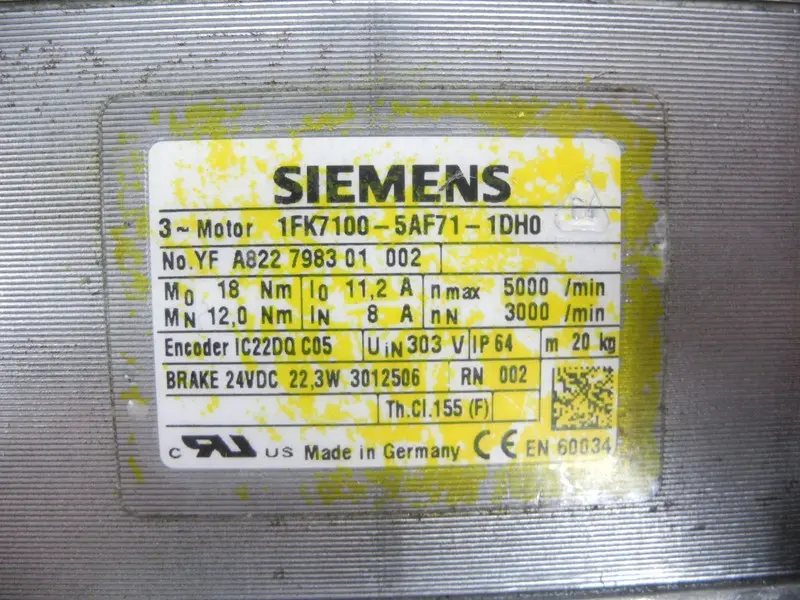 SIEMENS
3~Motor 1FK7100-5AF71-1DH0
No.YF A822 7983 01 002
M0 18 Nm I0 11,2 A nmax 5000 /min
MN 12,0 Nm IN 8 A nN 3000 /min
Encoder IC22DQ C05 UiN 303 V IP 64 m 20 kg
BRAKE 24VDC 22,3W 3012506 RN 002
Th.Cl.155 (F)
c RU US Made in Germany CE EN 60034